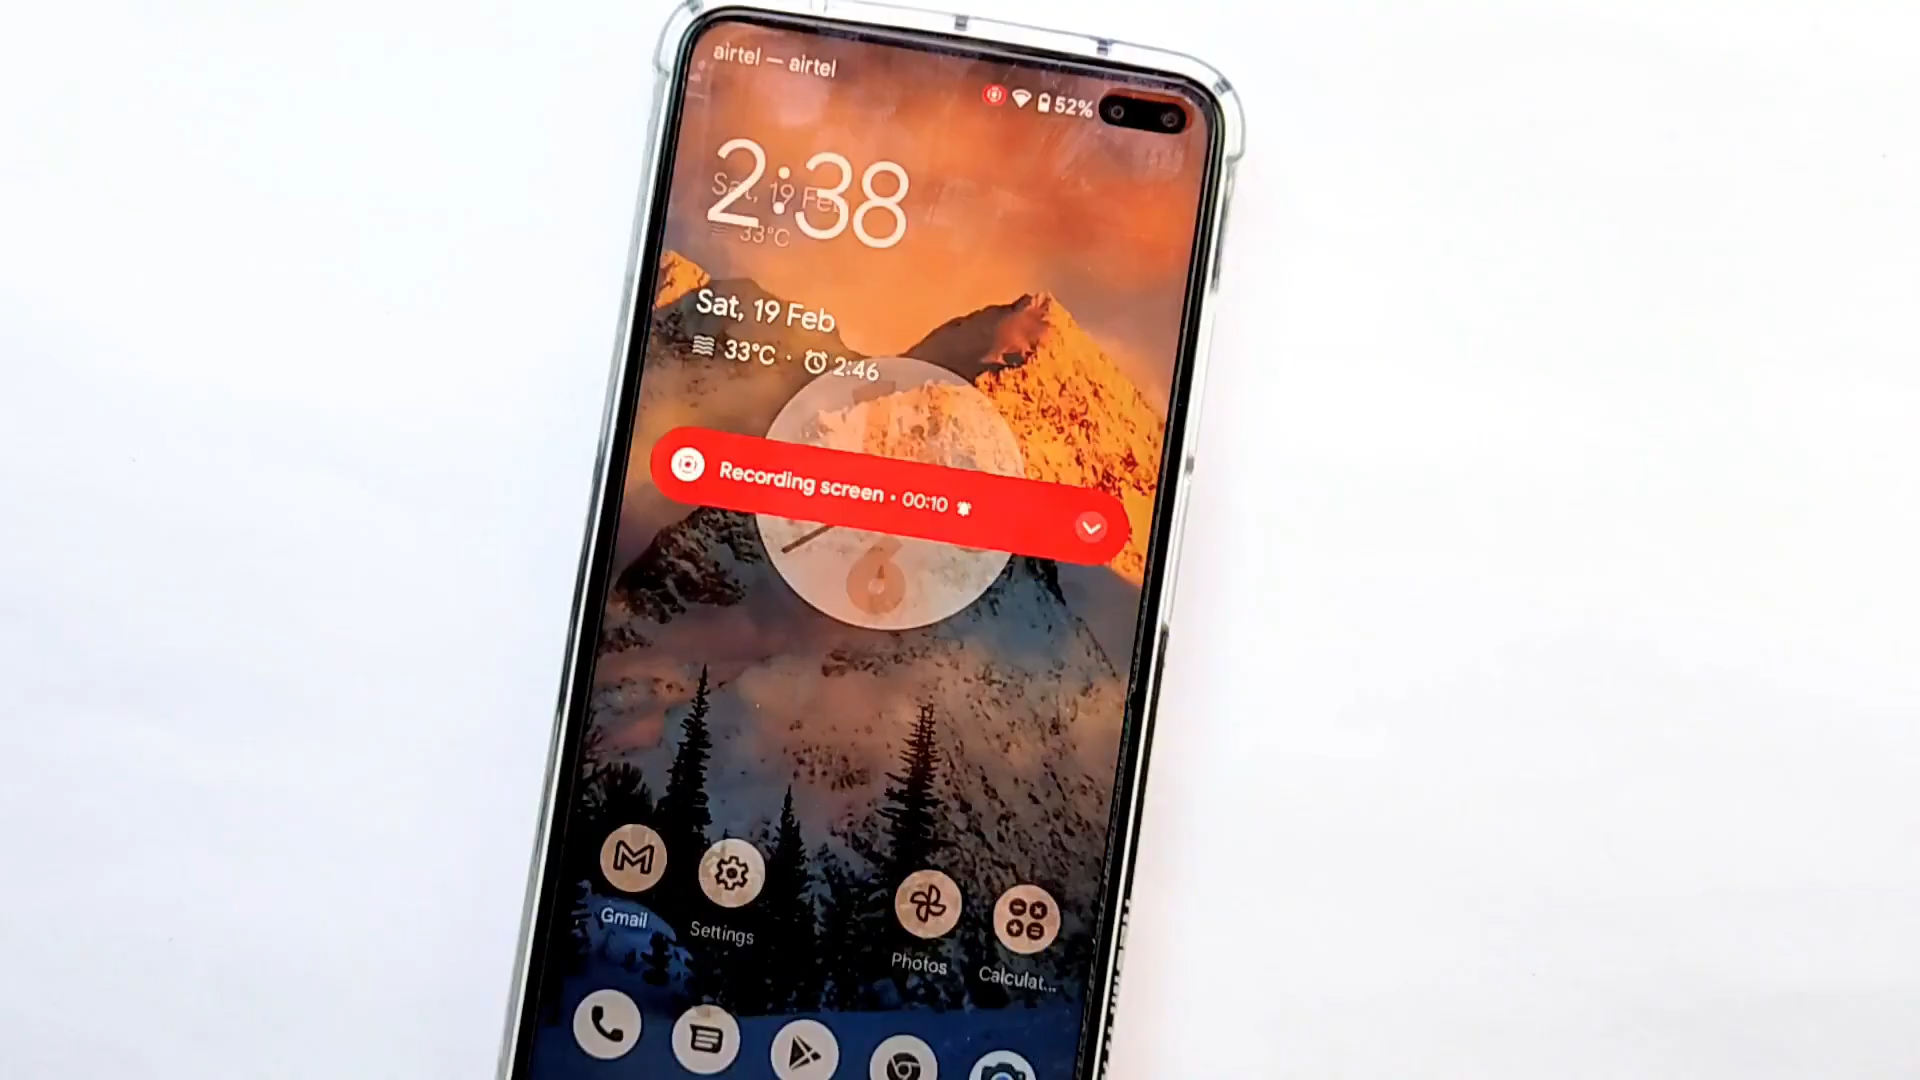 airtel — airtel
52%
2:38
Sat, 19 Feb
33°C
Sat, 19 Feb
33°C · 2:46
Recording screen • 00:10
6
Gmail
Settings
Photos
Calculat...